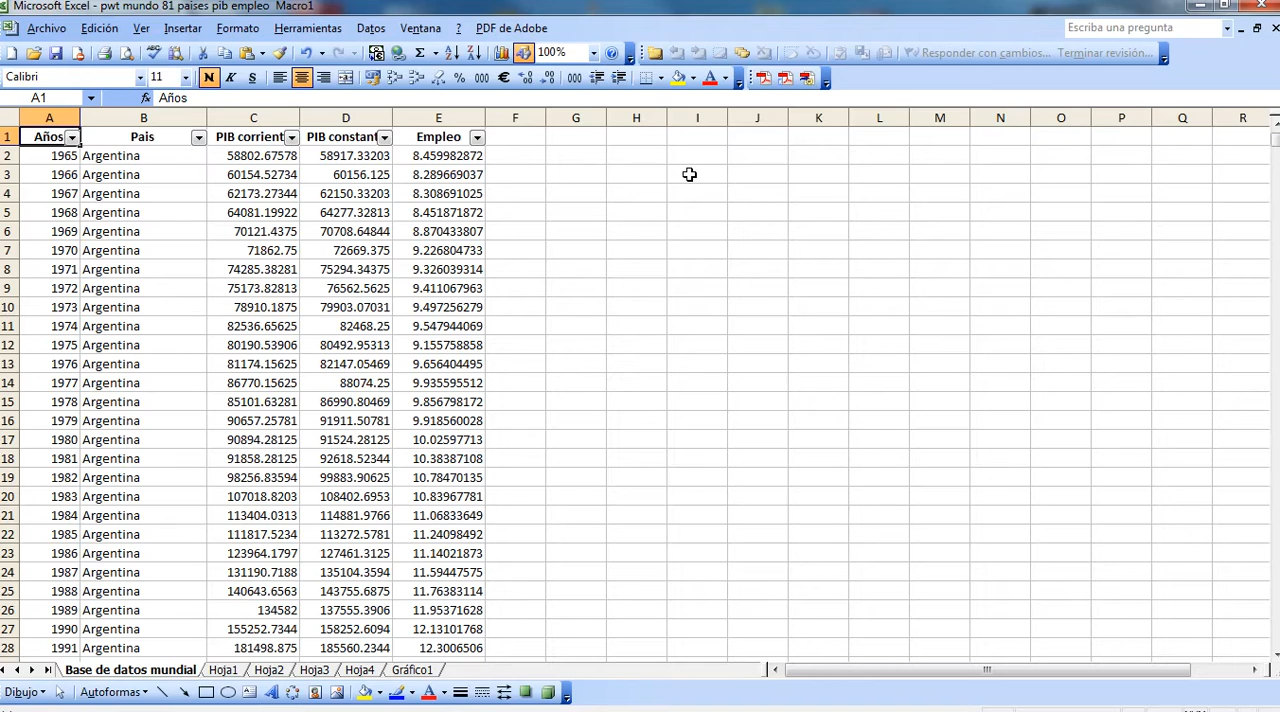 Microsoft Excel - pwt mundo 81 paises pib empleo Macro1
Archivo Edición Ver Insertar Formato Herramientas Datos Ventana ? PDF de Adobe Escriba una pregunta
100% Responder con cambios... Terminar revisión...
Calibri 11 N K S % 000 € 000
A1 fx Años
A B C D E F G H I J K L M N O P Q R
1 Años Pais PIB corrient PIB constant Empleo
2 1965 Argentina 58802.67578 58917.33203 8.459982872
3 1966 Argentina 60154.52734 60156.125 8.289669037
4 1967 Argentina 62173.27344 62150.33203 8.308691025
5 1968 Argentina 64081.19922 64277.32813 8.451871872
6 1969 Argentina 70121.4375 70708.64844 8.870433807
7 1970 Argentina 71862.75 72669.375 9.226804733
8 1971 Argentina 74285.38281 75294.34375 9.326039314
9 1972 Argentina 75173.82813 76562.5625 9.411067963
10 1973 Argentina 78910.1875 79903.07031 9.497256279
11 1974 Argentina 82536.65625 82468.25 9.547944069
12 1975 Argentina 80190.53906 80492.95313 9.155758858
13 1976 Argentina 81174.15625 82147.05469 9.656404495
14 1977 Argentina 86770.15625 88074.25 9.935595512
15 1978 Argentina 85101.63281 86990.80469 9.856798172
16 1979 Argentina 90657.25781 91911.50781 9.918560028
17 1980 Argentina 90894.28125 91524.28125 10.02597713
18 1981 Argentina 91858.28125 92618.52344 10.38387108
19 1982 Argentina 98256.83594 99883.90625 10.78470135
20 1983 Argentina 107018.8203 108402.6953 10.83967781
21 1984 Argentina 113404.0313 114881.9766 11.06833649
22 1985 Argentina 111817.5234 113272.5781 11.24098492
23 1986 Argentina 123964.1797 127461.3125 11.14021873
24 1987 Argentina 131190.7188 135104.3594 11.59447575
25 1988 Argentina 140643.6563 143755.6875 11.76383114
26 1989 Argentina 134582 137555.3906 11.95371628
27 1990 Argentina 155252.7344 158252.6094 12.13101768
28 1991 Argentina 181498.875 185560.2344 12.3006506
Base de datos mundial Hoja1 Hoja2 Hoja3 Hoja4 Gráfico1
Dibujo Autoformas